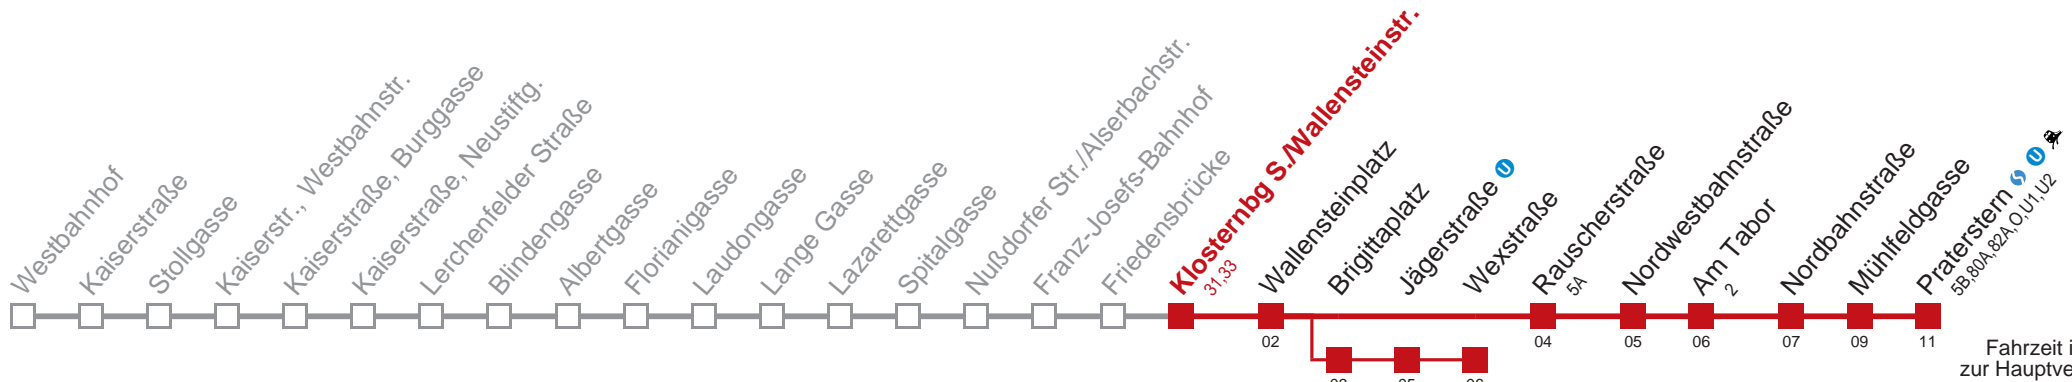 Westbahnhof
Kaiserstraße
Stollgasse
Kaiserstr., Westbahnstr.
Kaiserstraße, Burggasse
Kaiserstraße, Neustiftg.
Lerchenfelder Straße
Blindengasse
Albertgasse
Florianigasse
Laudongasse
Lange Gasse
Lazarettgasse
Spitalgasse
Nußdorfer Str./Alserbachstr.
Franz-Josefs-Bahnhof
Friedensbrücke
Klosternbg S./Wallensteinstr.
31,33
Wallensteinplatz
Brigittaplatz
Jägerstraße U
Wexstraße
Rauscherstraße
5A
Nordwestbahnstraße
Am Tabor
2
Nordbahnstraße
Mühlfeldgasse
Praterstern S U
5B,80A,82A,O,U1,U2
02
04
05
06
07
09
11
Fahrzeit
zur